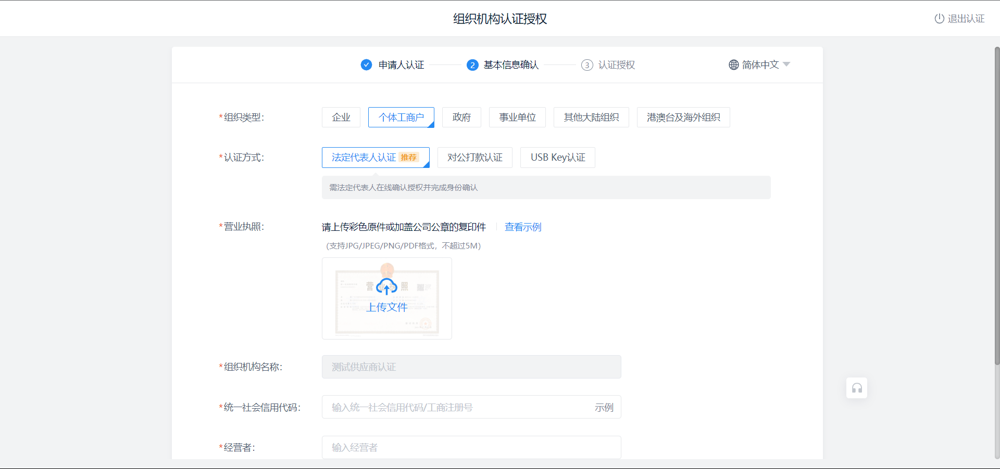 组织机构认证授权
退出认证
申请人认证
2 基本信息确认
3 认证授权
简体中文
*组织类型：
企业
个体工商户
政府
事业单位
其他大陆组织
港澳台及海外组织
*认证方式：
法定代表人认证 推荐
对公打款认证
USB Key认证
需法定代表人在线确认授权并完成身份确认
*营业执照：
请上传彩色原件或加盖公司公章的复印件
查看示例
（支持JPG/JPEG/PNG/PDF格式，不超过5M）
营业执照
上传文件
*组织机构名称：
测试供应商认证
*统一社会信用代码：
输入统一社会信用代码/工商注册号
示例
*经营者：
输入经营者